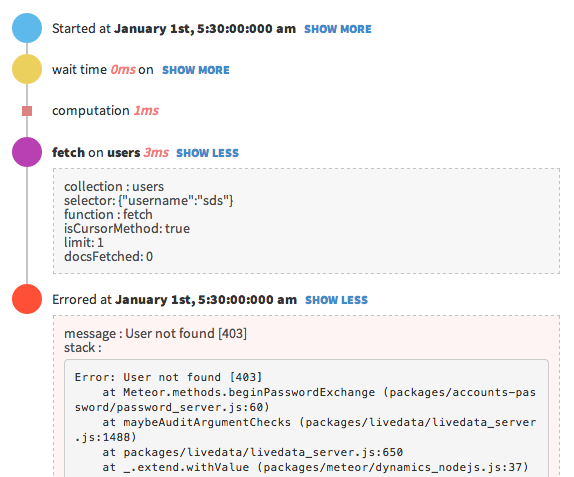 Started at January 1st, 5:30:00:000 am SHOW MORE
wait time 0ms on SHOW MORE
computation 1ms
fetch on users 3ms SHOW LESS
collection : users
selector: {"username":"sds"}
function : fetch
isCursorMethod: true
limit: 1
docsFetched: 0
Errored at January 1st, 5:30:00:000 am SHOW LESS
message : User not found [403]
stack :
Error: User not found [403]
    at Meteor.methods.beginPasswordExchange (packages/accounts-pas
sword/password_server.js:60)
    at maybeAuditArgumentChecks (packages/livedata/livedata_server
.js:1488)
    at packages/livedata/livedata_server.js:650
    at _.extend.withValue (packages/meteor/dynamics_nodejs.js:37)